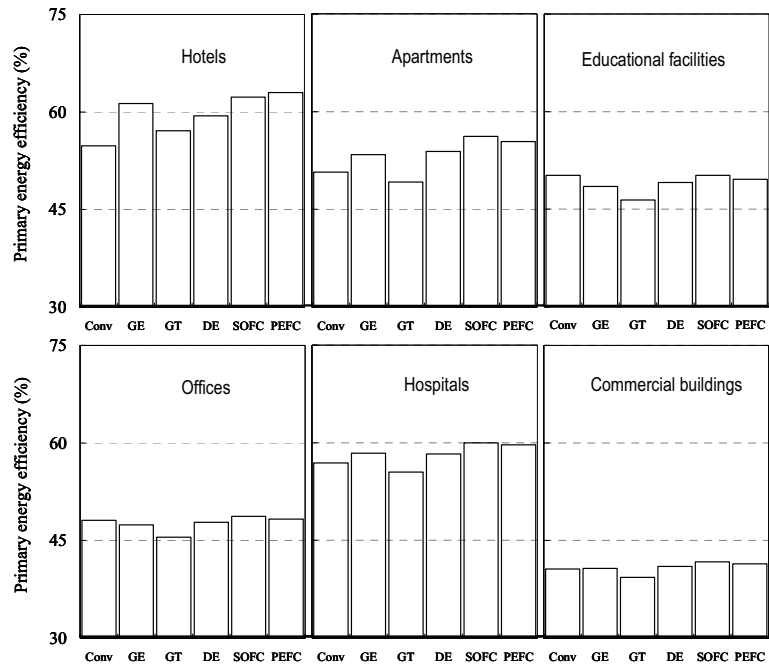 Primary energy efficiency (%)
75
60
45
30
Hotels
Apartments
Educational facilities
Conv GE GT DE SOFC PEFC Conv GE GT DE SOFC PEFC Conv GE GT DE SOFC PEFC
Primary energy efficiency (%)
75
60
45
30
Offices
Hospitals
Commercial buildings
Conv GE GT DE SOFC PEFC Conv GE GT DE SOFC PEFC Conv GE GT DE SOFC PEFC